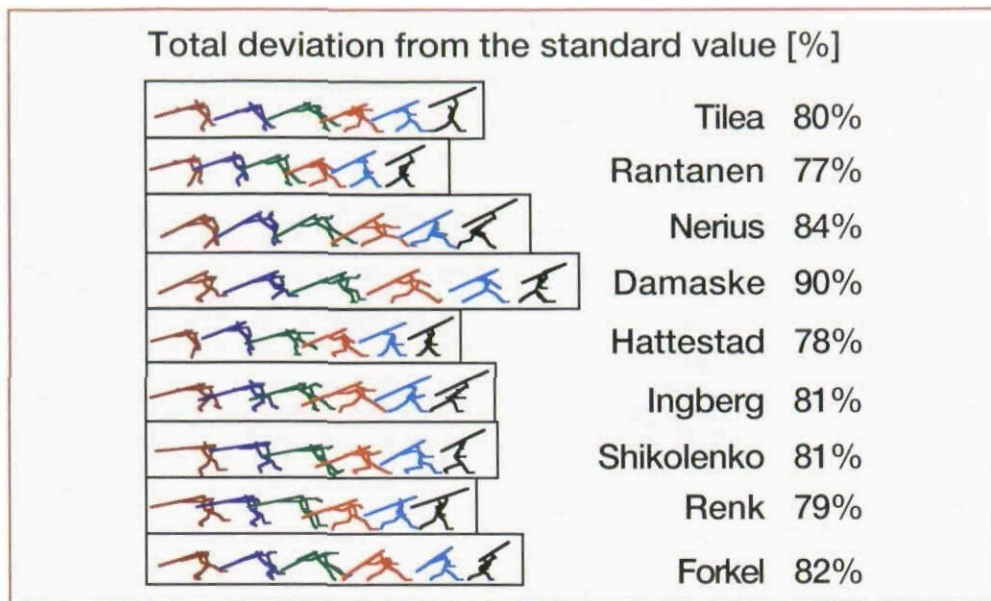 Total deviation from the standard value [%]
Tilea 80%
Rantanen 77%
Nerius 84%
Damaske 90%
Hattestad 78%
Ingberg 81%
Shikolenko 81%
Renk 79%
Forkel 82%